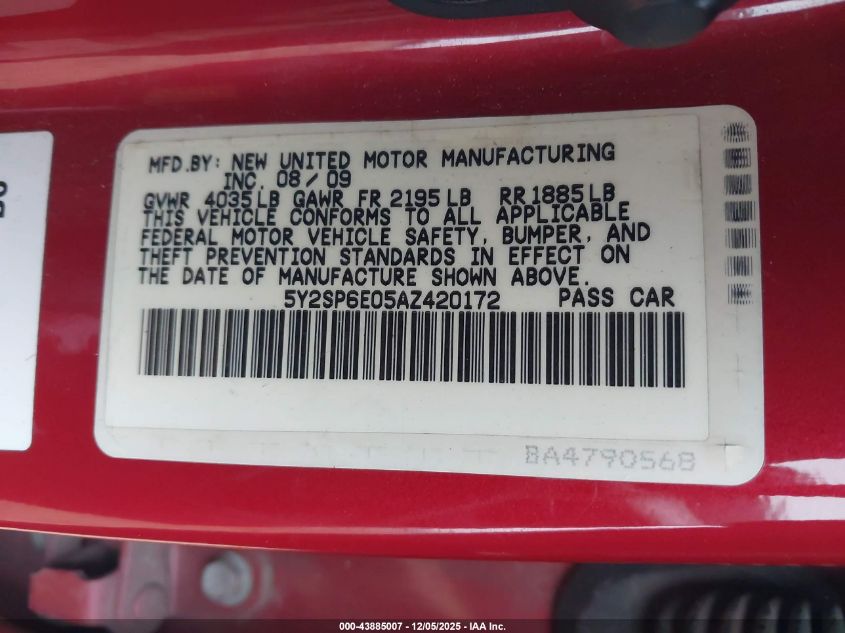 MFD.BY: NEW UNITED MOTOR MANUFACTURING
INC. 08/09
GVWR 4035LB GAWR FR 2195LB RR 1885LB
THIS VEHICLE CONFORMS TO ALL APPLICABLE
FEDERAL MOTOR VEHICLE SAFETY, BUMPER, AND
THEFT PREVENTION STANDARDS IN EFFECT ON
THE DATE OF MANUFACTURE SHOWN ABOVE.
5Y2SP6E05AZ420172 PASS CAR
BA4790568
000-43885007 - 12/05/2025 - IAA Inc.